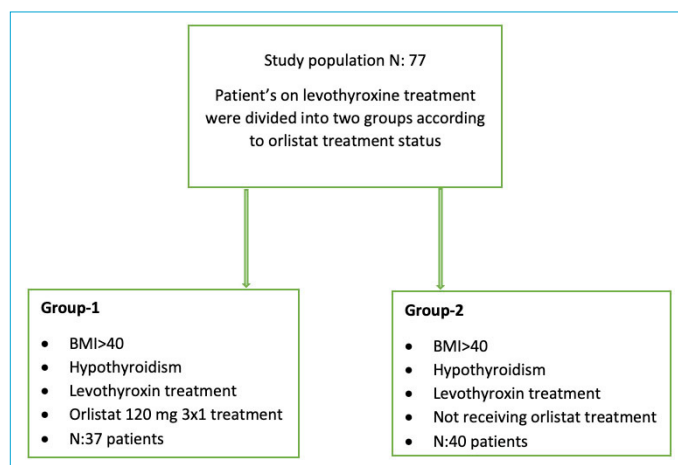 Study population N: 77
Patient’s on levothyroxine treatment
were divided into two groups according
to orlistat treatment status
Group-1
• BMI>40
• Hypothyroidism
• Levothyroxin treatment
• Orlistat 120 mg 3x1 treatment
• N:37 patients
Group-2
• BMI>40
• Hypothyroidism
• Levothyroxin treatment
• Not receiving orlistat treatment
• N:40 patients